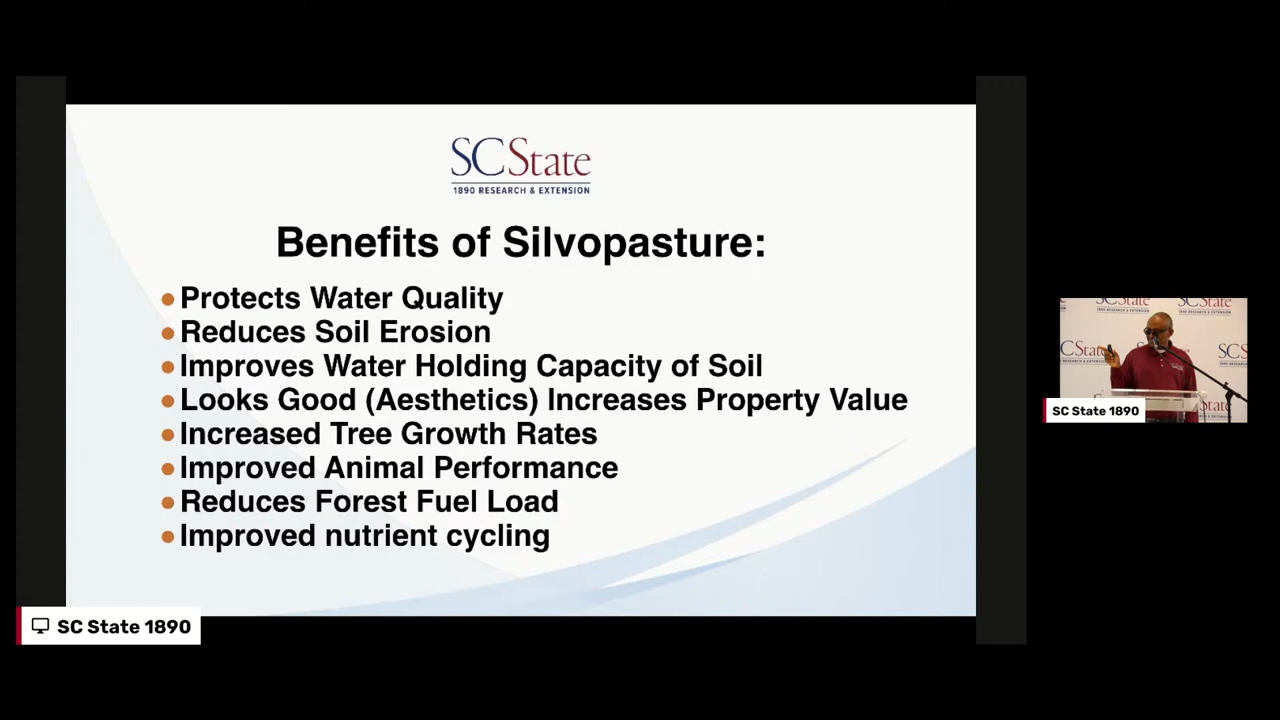 SC State
1890 RESEARCH & EXTENSION
Benefits of Silvopasture:
Protects Water Quality
Reduces Soil Erosion
Improves Water Holding Capacity of Soil
Looks Good (Aesthetics) Increases Property Value
Increased Tree Growth Rates
Improved Animal Performance
Reduces Forest Fuel Load
Improved nutrient cycling
SC State 1890
SC State 1890